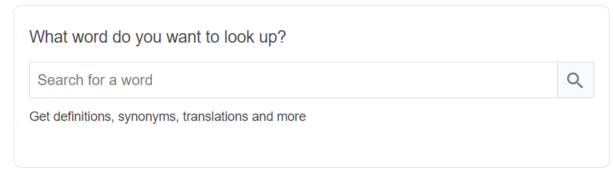 What word do you want to look up?
Search for a word
Get definitions, synonyms, translations and more